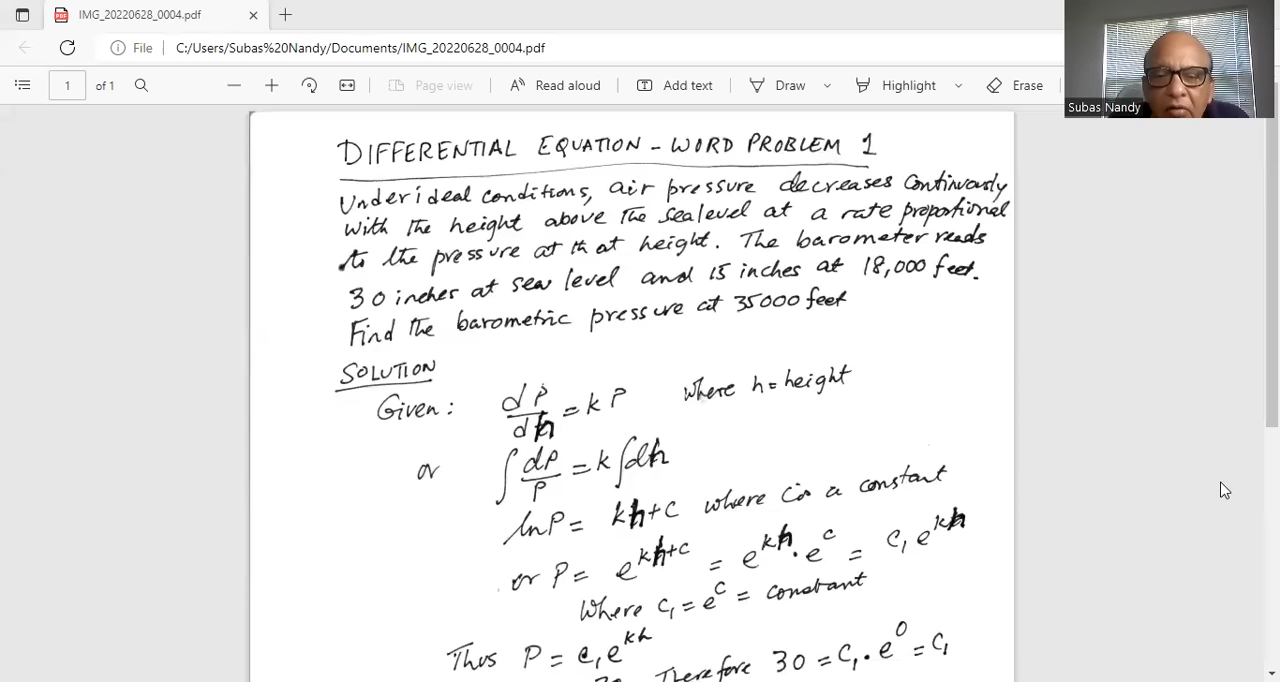 IMG_20220628_0004.pdf
File C:/Users/Subas%20Nandy/Documents/IMG_20220628_0004.pdf
1 of 1 Page view Read aloud Add text Draw Highlight Erase
Subas Nandy
DIFFERENTIAL EQUATION - WORD PROBLEM 1
Under ideal conditions, air pressure decreases continuously
with the height above the sea level at a rate proportional
to the pressure at that height. The barometer reads
30 inches at sea level and 15 inches at 18,000 feet.
Find the barometric pressure at 35000 feet
SOLUTION
Given: dP/dh = k P where h = height
or ∫ dP/P = k ∫dh
ln P = kh + c where c is a constant
or P = e^{kh+c} = e^{kh} · e^c = c₁ e^{kh}
Where c₁ = e^c = constant
Thus P = c₁ e^{kh}
30 Therefore 30 = c₁ · e^0 = c₁